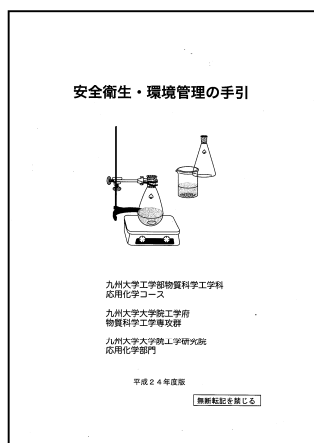 安全衛生・環境管理の手引
九州大学工学部物質科学工学科
応用化学コース
九州大学大学院工学府
物質科学工学専攻群
九州大学大学院工学研究院
応用化学部門
平成24年度版
無断転記を禁じる